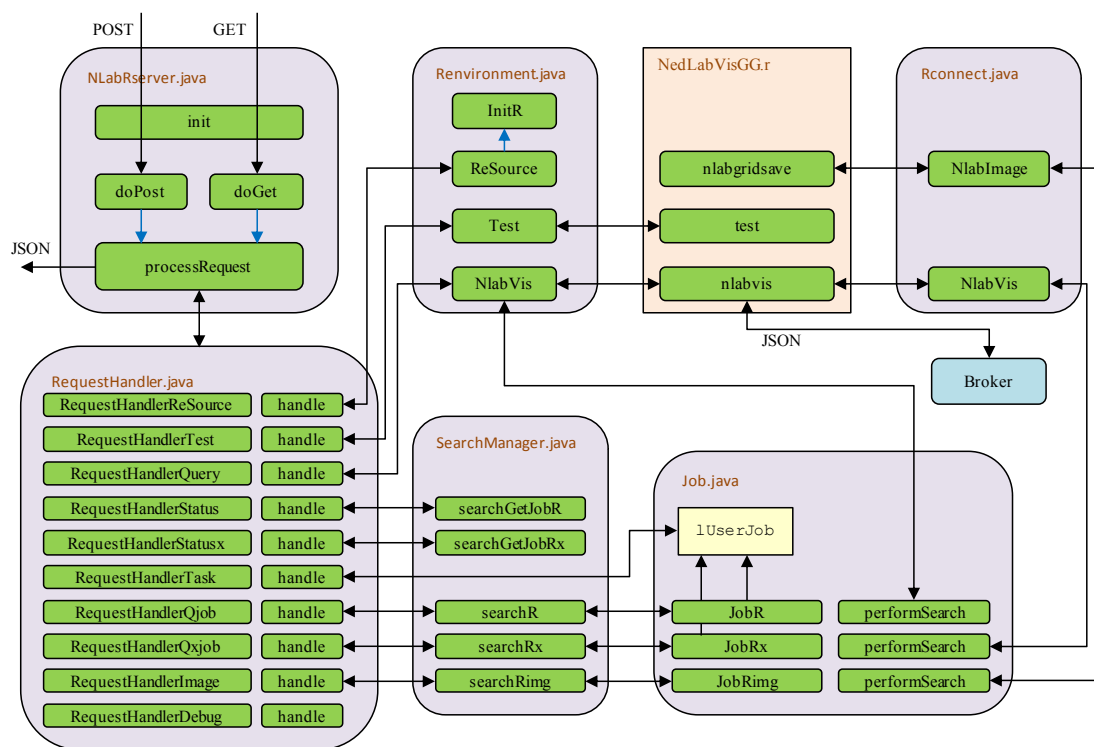 POST
GET
NLabRserver.java
init
doPost
doGet
JSON
processRequest
Renvironment.java
InitR
ReSource
Test
NlabVis
NedLabVisGG.r
nlabgridsave
test
nlabvis
Rconnect.java
NlabImage
NlabVis
JSON
Broker
RequestHandler.java
RequestHandlerReSource handle
RequestHandlerTest handle
RequestHandlerQuery handle
RequestHandlerStatus handle
RequestHandlerStatusx handle
RequestHandlerTask handle
RequestHandlerQjob handle
RequestHandlerQxjob handle
RequestHandlerImage handle
RequestHandlerDebug handle
SearchManager.java
searchGetJobR
searchGetJobRx
searchR
searchRx
searchRimg
Job.java
lUserJob
JobR performSearch
JobRx performSearch
JobRimg performSearch